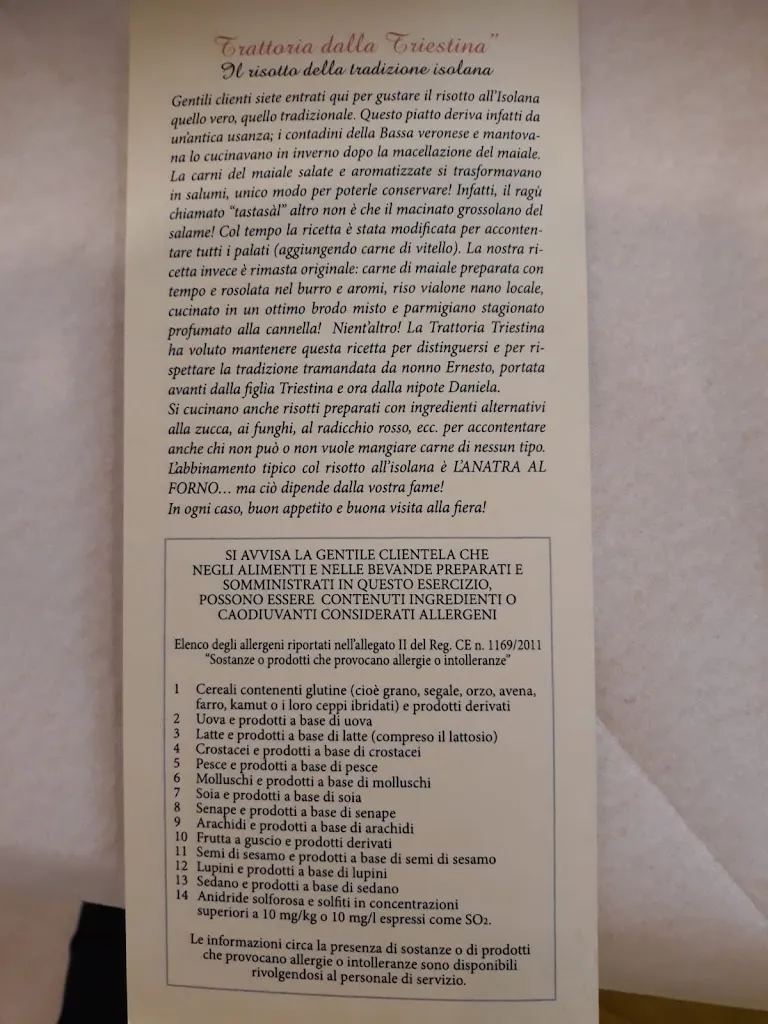 Trattoria dalla Triestina"
Il risotto della tradizione isolana
Gentili clienti siete entrati qui per gustare il risotto all'Isolana
quello vero, quello tradizionale. Questo piatto deriva infatti da
un'antica usanza; i contadini della Bassa veronese e mantova-
na lo cucinavano in inverno dopo la macellazione del maiale.
La carni del maiale salate e aromatizzate si trasformavano
in salumi, unico modo per poterle conservare! Infatti, il ragù
chiamato "tastasàl" altro non è che il macinato grossolano del
salame! Col tempo la ricetta è stata modificata per acconten-
tare tutti i palati (aggiungendo carne di vitello). La nostra ri-
cetta invece è rimasta originale: carne di maiale preparata con
tempo e rosolata nel burro e aromi, riso vialone nano locale,
cucinato in un ottimo brodo misto e parmigiano stagionato
profumato alla cannella! Nient'altro! La Trattoria Triestina
ha voluto mantenere questa ricetta per distinguersi e per ri-
spettare la tradizione tramandata da nonno Ernesto, portata
avanti dalla figlia Triestina e ora dalla nipote Daniela.
Si cucinano anche risotti preparati con ingredienti alternativi
alla zucca, ai funghi, al radicchio rosso, ecc. per accontentare
anche chi non può o non vuole mangiare carne di nessun tipo.
L'abbinamento tipico col risotto all'isolana è L'ANATRA AL
FORNO... ma ciò dipende dalla vostra fame!
In ogni caso, buon appetito e buona visita alla fiera!
SI AVVISA LA GENTILE CLIENTELA CHE
NEGLI ALIMENTI E NELLE BEVANDE PREPARATI E
SOMMINISTRATI IN QUESTO ESERCIZIO,
POSSONO ESSERE CONTENUTI INGREDIENTI O
CAODIUVANTI CONSIDERATI ALLERGENI
Elenco degli allergeni riportati nell'allegato II del Reg. CE n. 1169/2011
"Sostanze o prodotti che provocano allergie o intolleranze"
1 Cereali contenenti glutine (cioè grano, segale, orzo, avena,
farro, kamut o i loro ceppi ibridati) e prodotti derivati
2 Uova e prodotti a base di uova
3 Latte e prodotti a base di latte (compreso il lattosio)
4 Crostacei e prodotti a base di crostacei
5 Pesce e prodotti a base di pesce
6 Molluschi e prodotti a base di molluschi
7 Soia e prodotti a base di soia
8 Senape e prodotti a base di senape
9 Arachidi e prodotti a base di arachidi
10 Frutta a guscio e prodotti derivati
11 Semi di sesamo e prodotti a base di semi di sesamo
12 Lupini e prodotti a base di lupini
13 Sedano e prodotti a base di sedano
14 Anidride solforosa e solfiti in concentrazioni
superiori a 10 mg/kg o 10 mg/l espressi come SO2.
Le informazioni circa la presenza di sostanze o di prodotti
che provocano allergie o intolleranze sono disponibili
rivolgendosi al personale di servizio.